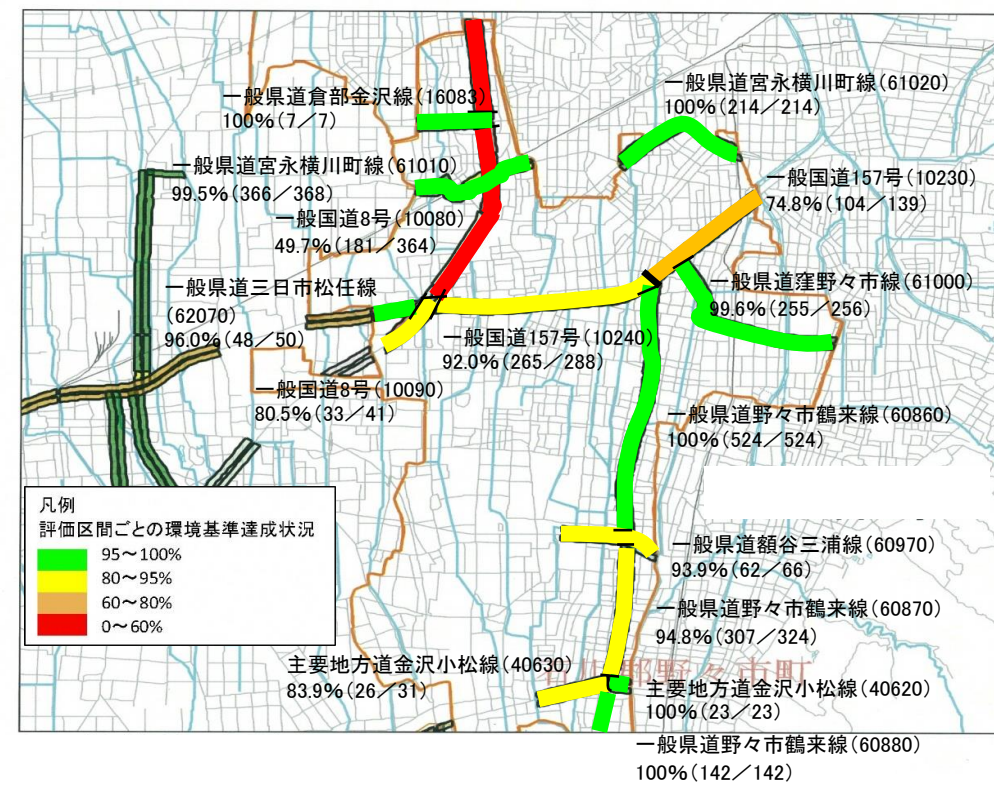 一般県道倉部金沢線(16083)
100%(7／7)
一般県道宮永横川町線(61020)
100%(214／214)
一般県道宮永横川町線(61010)
99.5%(366／368)
一般国道157号(10230)
74.8%(104／139)
一般国道8号(10080)
49.7%(181／364)
一般県道三日市松任線
(62070)
96.0%(48／50)
一般県道窪野々市線(61000)
99.6%(255／256)
一般国道157号(10240)
92.0%(265／288)
一般国道8号(10090)
80.5%(33／41)
一般県道野々市鶴来線(60860)
100%(524／524)
凡例
評価区間ごとの環境基準達成状況
95～100%
80～95%
60～80%
0～60%
一般県道額谷三浦線(60970)
93.9%(62／66)
一般県道野々市鶴来線(60870)
94.8%(307／324)
主要地方道金沢小松線(40630)
83.9%(26／31)
郡野々市町
主要地方道金沢小松線(40620)
100%(23／23)
一般県道野々市鶴来線(60880)
100%(142／142)